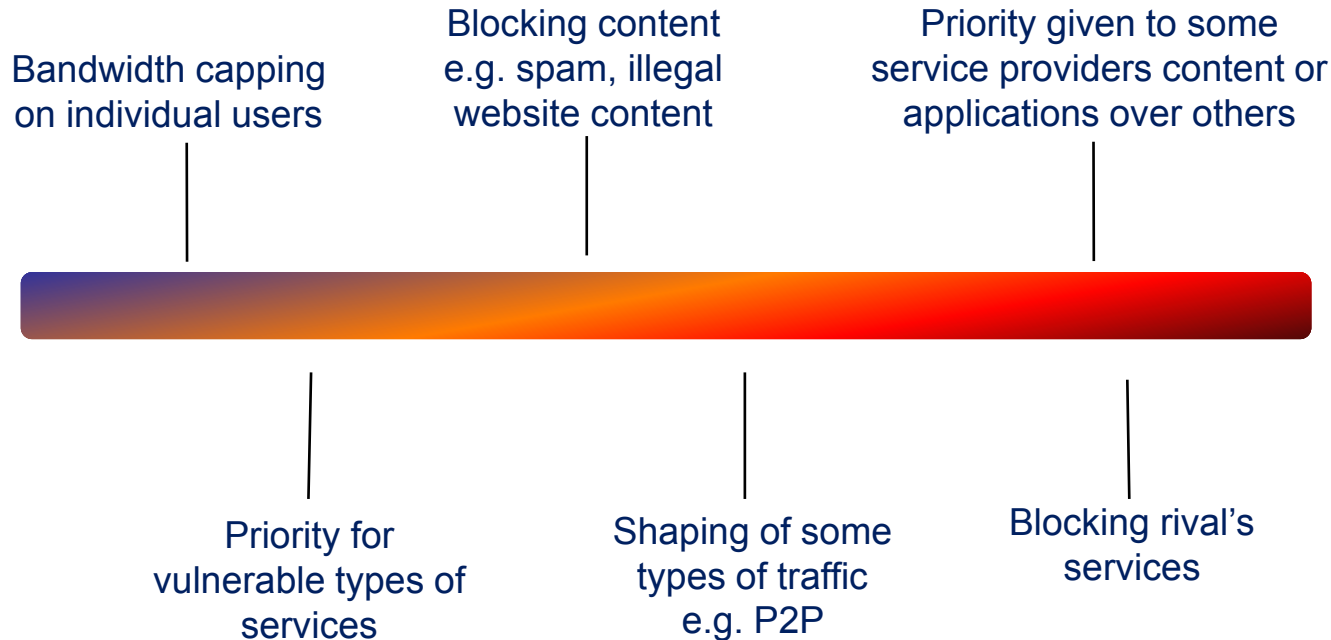 Bandwidth capping
on individual users
Blocking content
e.g. spam, illegal
website content
Priority given to some
service providers content or
applications over others
Priority for
vulnerable types of
services
Shaping of some
types of traffic
e.g. P2P
Blocking rival’s
services